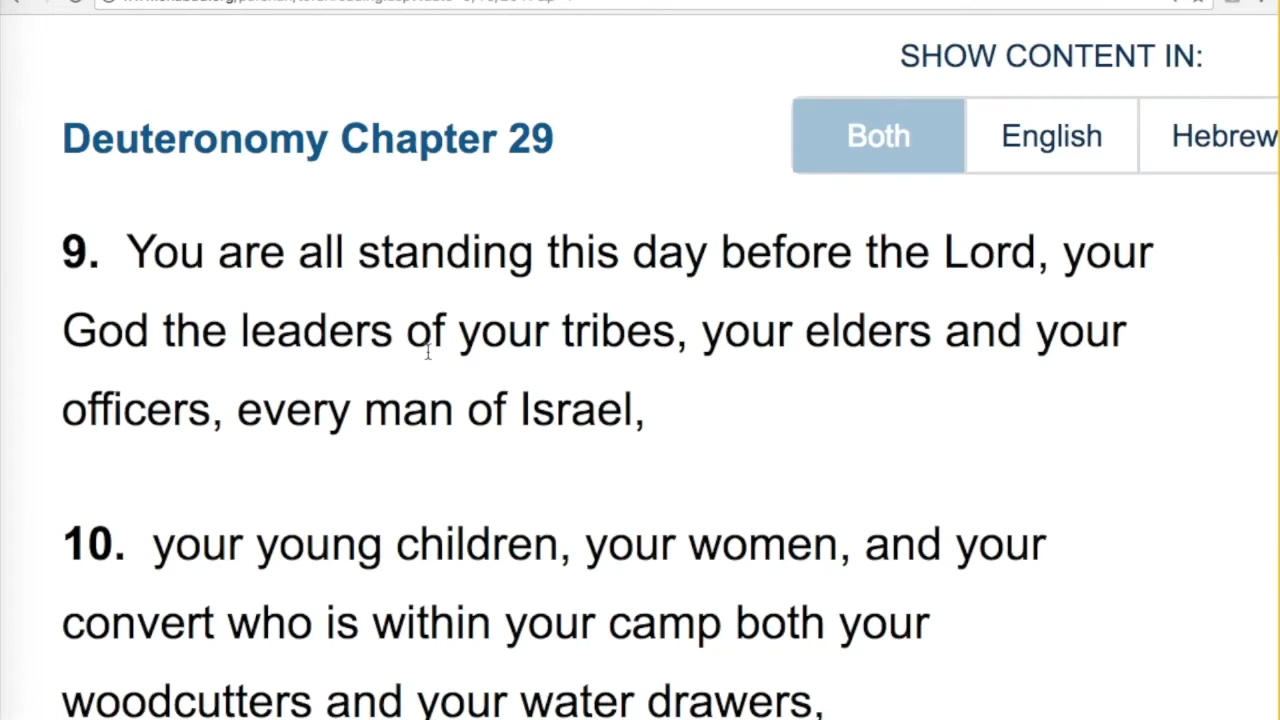 SHOW CONTENT IN:
Deuteronomy Chapter 29
Both English Hebrew
9. You are all standing this day before the Lord, your
God the leaders of your tribes, your elders and your
officers, every man of Israel,
10. your young children, your women, and your
convert who is within your camp both your
woodcutters and your water drawers,